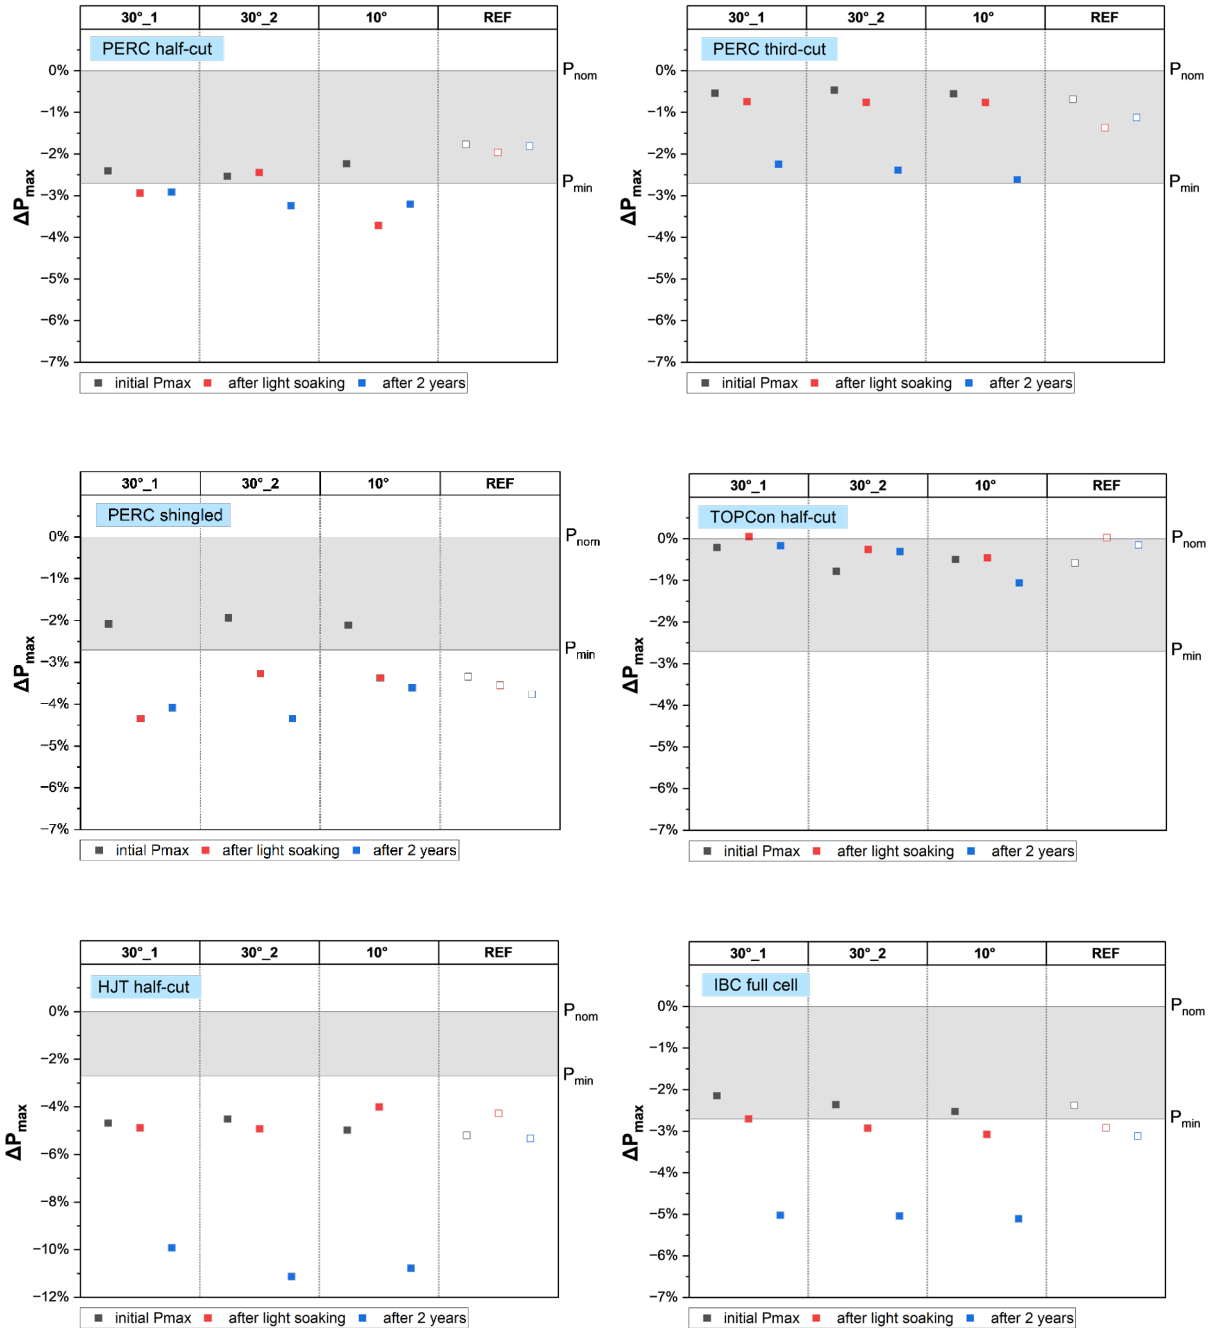 30°_1 30°_2 10° REF
PERC half-cut
0%
−1%
−2%
−3%
−4%
−5%
−6%
−7%
ΔPmax
Pnom
Pmin
initial Pmax after light soaking after 2 years
30°_1 30°_2 10° REF
PERC third-cut
0%
−1%
−2%
−3%
−4%
−5%
−6%
−7%
ΔPmax
Pnom
Pmin
initial Pmax after light soaking after 2 years
30°_1 30°_2 10° REF
PERC shingled
0%
−1%
−2%
−3%
−4%
−5%
−6%
−7%
ΔPmax
Pnom
Pmin
intial Pmax after light soaking after 2 years
30°_1 30°_2 10° REF
TOPCon half-cut
0%
−1%
−2%
−3%
−4%
−5%
−6%
−7%
ΔPmax
Pnom
Pmin
initial Pmax after light soaking after 2 years
30°_1 30°_2 10° REF
HJT half-cut
0%
−2%
−4%
−6%
−8%
−10%
−12%
ΔPmax
Pnom
Pmin
initial Pmax after light soaking after 2 years
30°_1 30°_2 10° REF
IBC full cell
0%
−1%
−2%
−3%
−4%
−5%
−6%
−7%
ΔPmax
Pnom
Pmin
initial Pmax after light soaking after 2 years